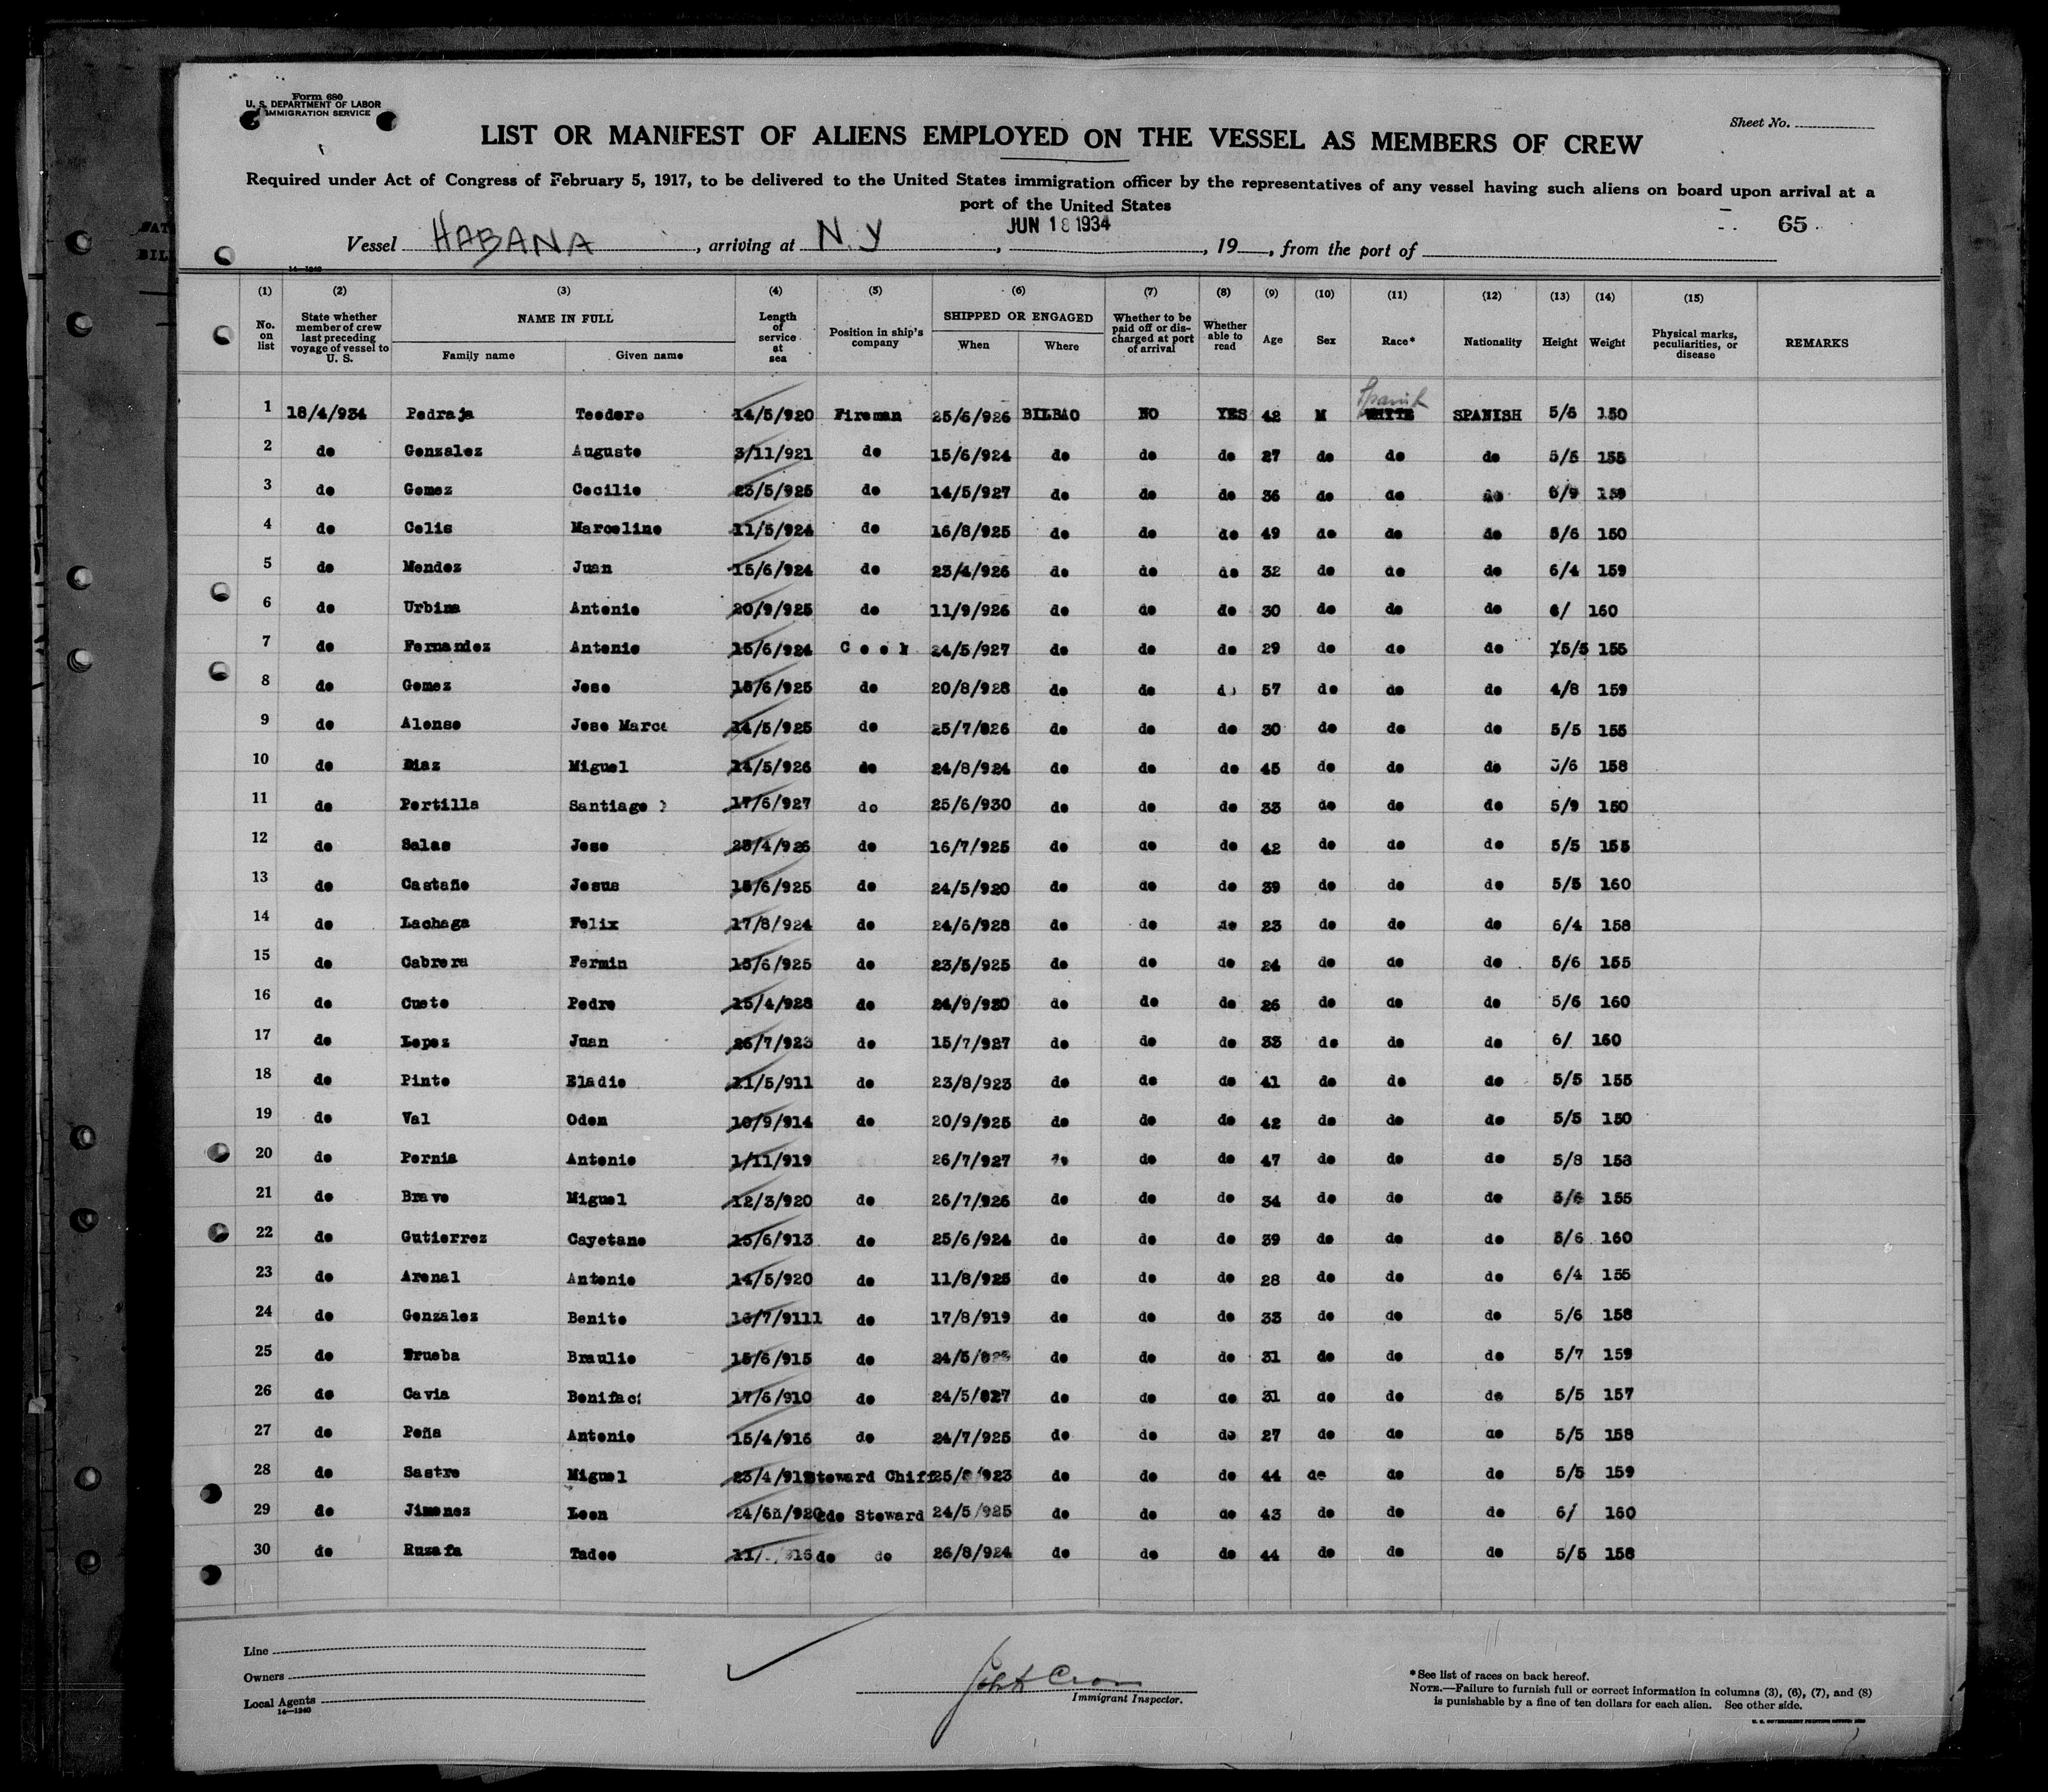 Form 680
U. S. DEPARTMENT OF LABOR
IMMIGRATION SERVICE
Sheet No.
LIST OR MANIFEST OF ALIENS EMPLOYED ON THE VESSEL AS MEMBERS OF CREW
Required under Act of Congress of February 5, 1917, to be delivered to the United States immigration officer by the representatives of any vessel having such aliens on board upon arrival at a
port of the United States
65
Vessel HABANA, arriving at N.Y, JUN 18 1934, 19, from the port of
14—1240
(1) (2) (3) (4) (5) (6) (7) (8) (9) (10) (11) (12) (13) (14) (15)
No. on list State whether member of crew last preceding voyage of vessel to U. S. NAME IN FULL Family name Given name Length of service at sea Position in ship's company SHIPPED OR ENGAGED When Where Whether to be paid off or discharged at port of arrival Whether able to read Age Sex Race* Nationality Height Weight Physical marks, peculiarities, or disease REMARKS
Spanish
1 18/4/934 Pedraja Teodoro 14/5/920 Fireman 25/6/926 BILBAO NO YES 42 M WHITE SPANISH 5/6 150
2 do Gonzalez Augusto 3/11/921 do 15/6/924 do do do 27 do do do 5/5 155
3 do Gomez Cecilio 23/5/925 do 14/5/927 do do do 36 do do do 5/9 159
4 do Celis Marcelino 11/5/924 do 16/8/925 do do do 49 do do do 5/6 150
5 do Mendez Juan 15/6/924 do 23/4/926 do do do 32 do do do 6/4 159
6 do Urbina Antonio 20/9/925 do 11/9/926 do do do 30 do do do 6/ 160
7 do Fernandez Antonio 15/6/924 C o o k 24/5/927 do do do 29 do do do 5/5 155
8 do Gomez Jose 15/6/925 do 20/8/928 do do do 57 do do do 4/8 159
9 do Alonso Jose Marce 14/5/925 do 25/7/926 do do do 30 do do do 5/5 155
10 do Diaz Miguel 14/5/926 do 24/8/924 do do do 45 do do do 5/6 158
11 do Portilla Santiago 17/6/927 do 25/6/930 do do do 33 do do do 5/9 150
12 do Salas Jose 23/4/926 do 16/7/925 do do do 42 do do do 5/5 155
13 do Castaño Jesus 15/6/925 do 24/5/920 do do do 39 do do do 5/5 160
14 do Lachaga Felix 17/8/924 do 24/6/928 do do do 23 do do do 6/4 158
15 do Cabrera Fermin 15/6/925 do 23/5/925 do do do 24 do do do 5/6 155
16 do Cueto Pedro 15/4/928 do 24/9/930 do do do 26 do do do 5/6 160
17 do Lopez Juan 26/7/923 do 15/7/927 do do do 33 do do do 6/ 160
18 do Pinto Eladio 11/5/911 do 23/8/923 do do do 41 do do do 5/5 155
19 do Val Odon 10/9/914 do 20/9/925 do do do 42 do do do 5/5 150
20 do Pernia Antonio 1/11/919 26/7/927 do do do 47 do do do 5/8 153
21 do Bravo Miguel 12/3/920 do 26/7/926 do do do 34 do do do 5/6 155
22 do Gutierrez Cayetano 15/6/913 do 25/6/924 do do do 39 do do do 5/6 160
23 do Arenal Antonio 14/5/920 do 11/8/925 do do do 28 do do do 6/4 155
24 do Gonzalez Benito 16/7/9111 do 17/8/919 do do do 33 do do do 5/6 158
25 do Trueba Braulio 15/6/915 do do do do 31 do do do 5/7 159
26 do Cavia Bonifaci 17/6/910 do 24/5/927 do do do 31 do do do 5/5 157
27 do Peña Antonio 15/4/916 do 24/7/925 do do do 27 do do do 5/5 158
28 do Sastre Miguel Steward Chiff do do do 44 do do do 5/5 159
29 do Jimenez Leon 2do Steward 24/5/925 do do do 43 do do do 6/ 160
30 do Ruzafa Tadeo do do 26/8/924 do do do 44 do do do 5/5 158
Line
Owners
Local Agents
14—1240
Immigrant Inspector.
*See list of races on back hereof.
NOTE.—Failure to furnish full or correct information in columns (3), (6), (7), and (8)
is punishable by a fine of ten dollars for each alien. See other side.